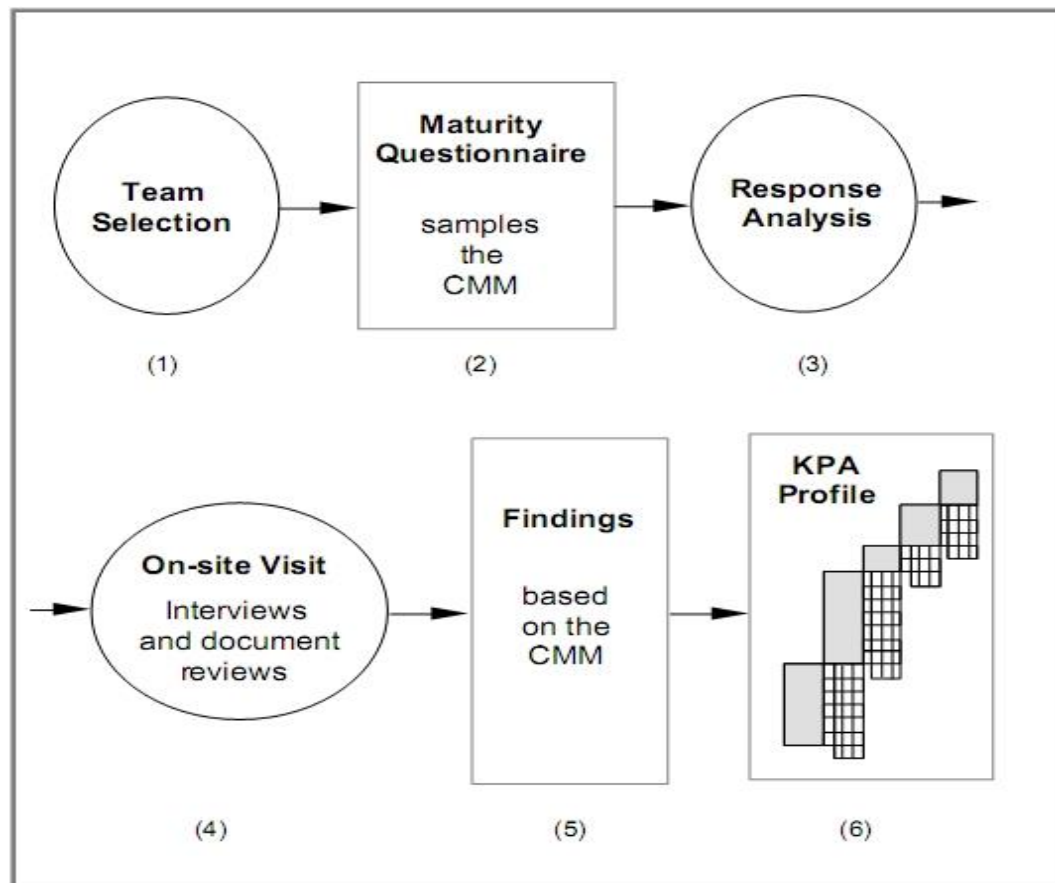 Team
Selection
(1)
Maturity
Questionnaire
samples
the
CMM
(2)
Response
Analysis
(3)
On-site Visit
Interviews
and document
reviews
(4)
Findings
based
on the
CMM
(5)
KPA
Profile
(6)